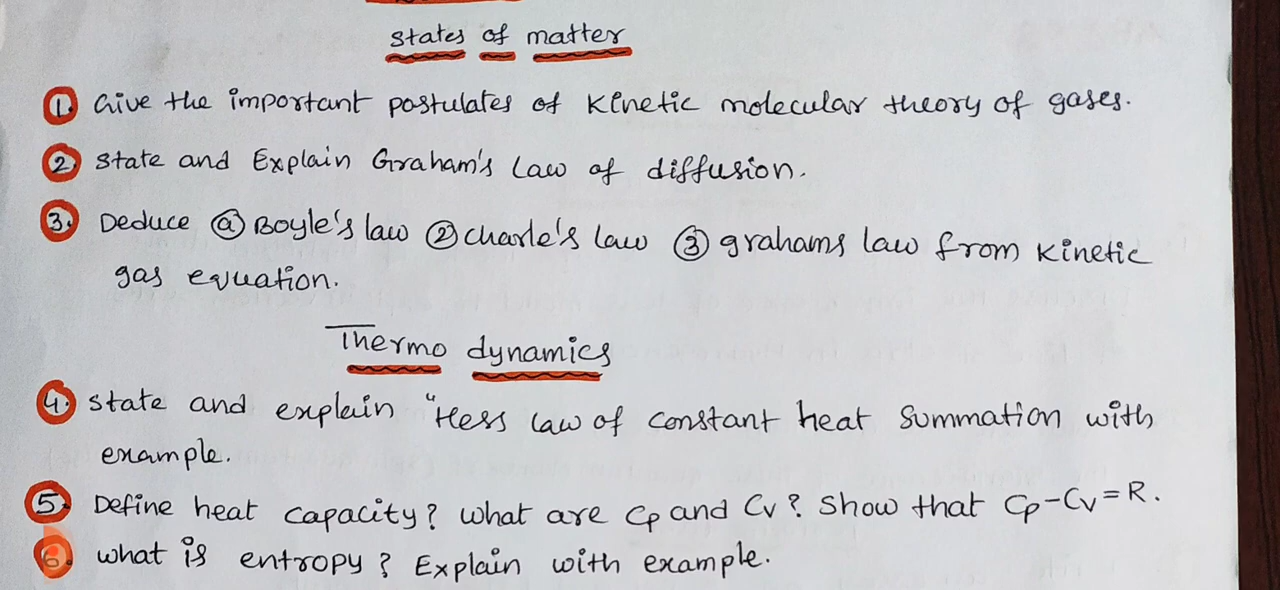 states of matter
1. Give the important postulates of Kinetic molecular theory of gases.
2. State and Explain Graham's Law of diffusion.
3. Deduce ⓐ Boyle's law ② charle's law ③ grahams law from Kinetic
gas equation.
Thermo dynamics
4. State and explain "Hess law of constant heat summation with
example.
5. Define heat capacity? what are Cp and Cv? Show that Cp-Cv=R.
6. what is entropy? Explain with example.